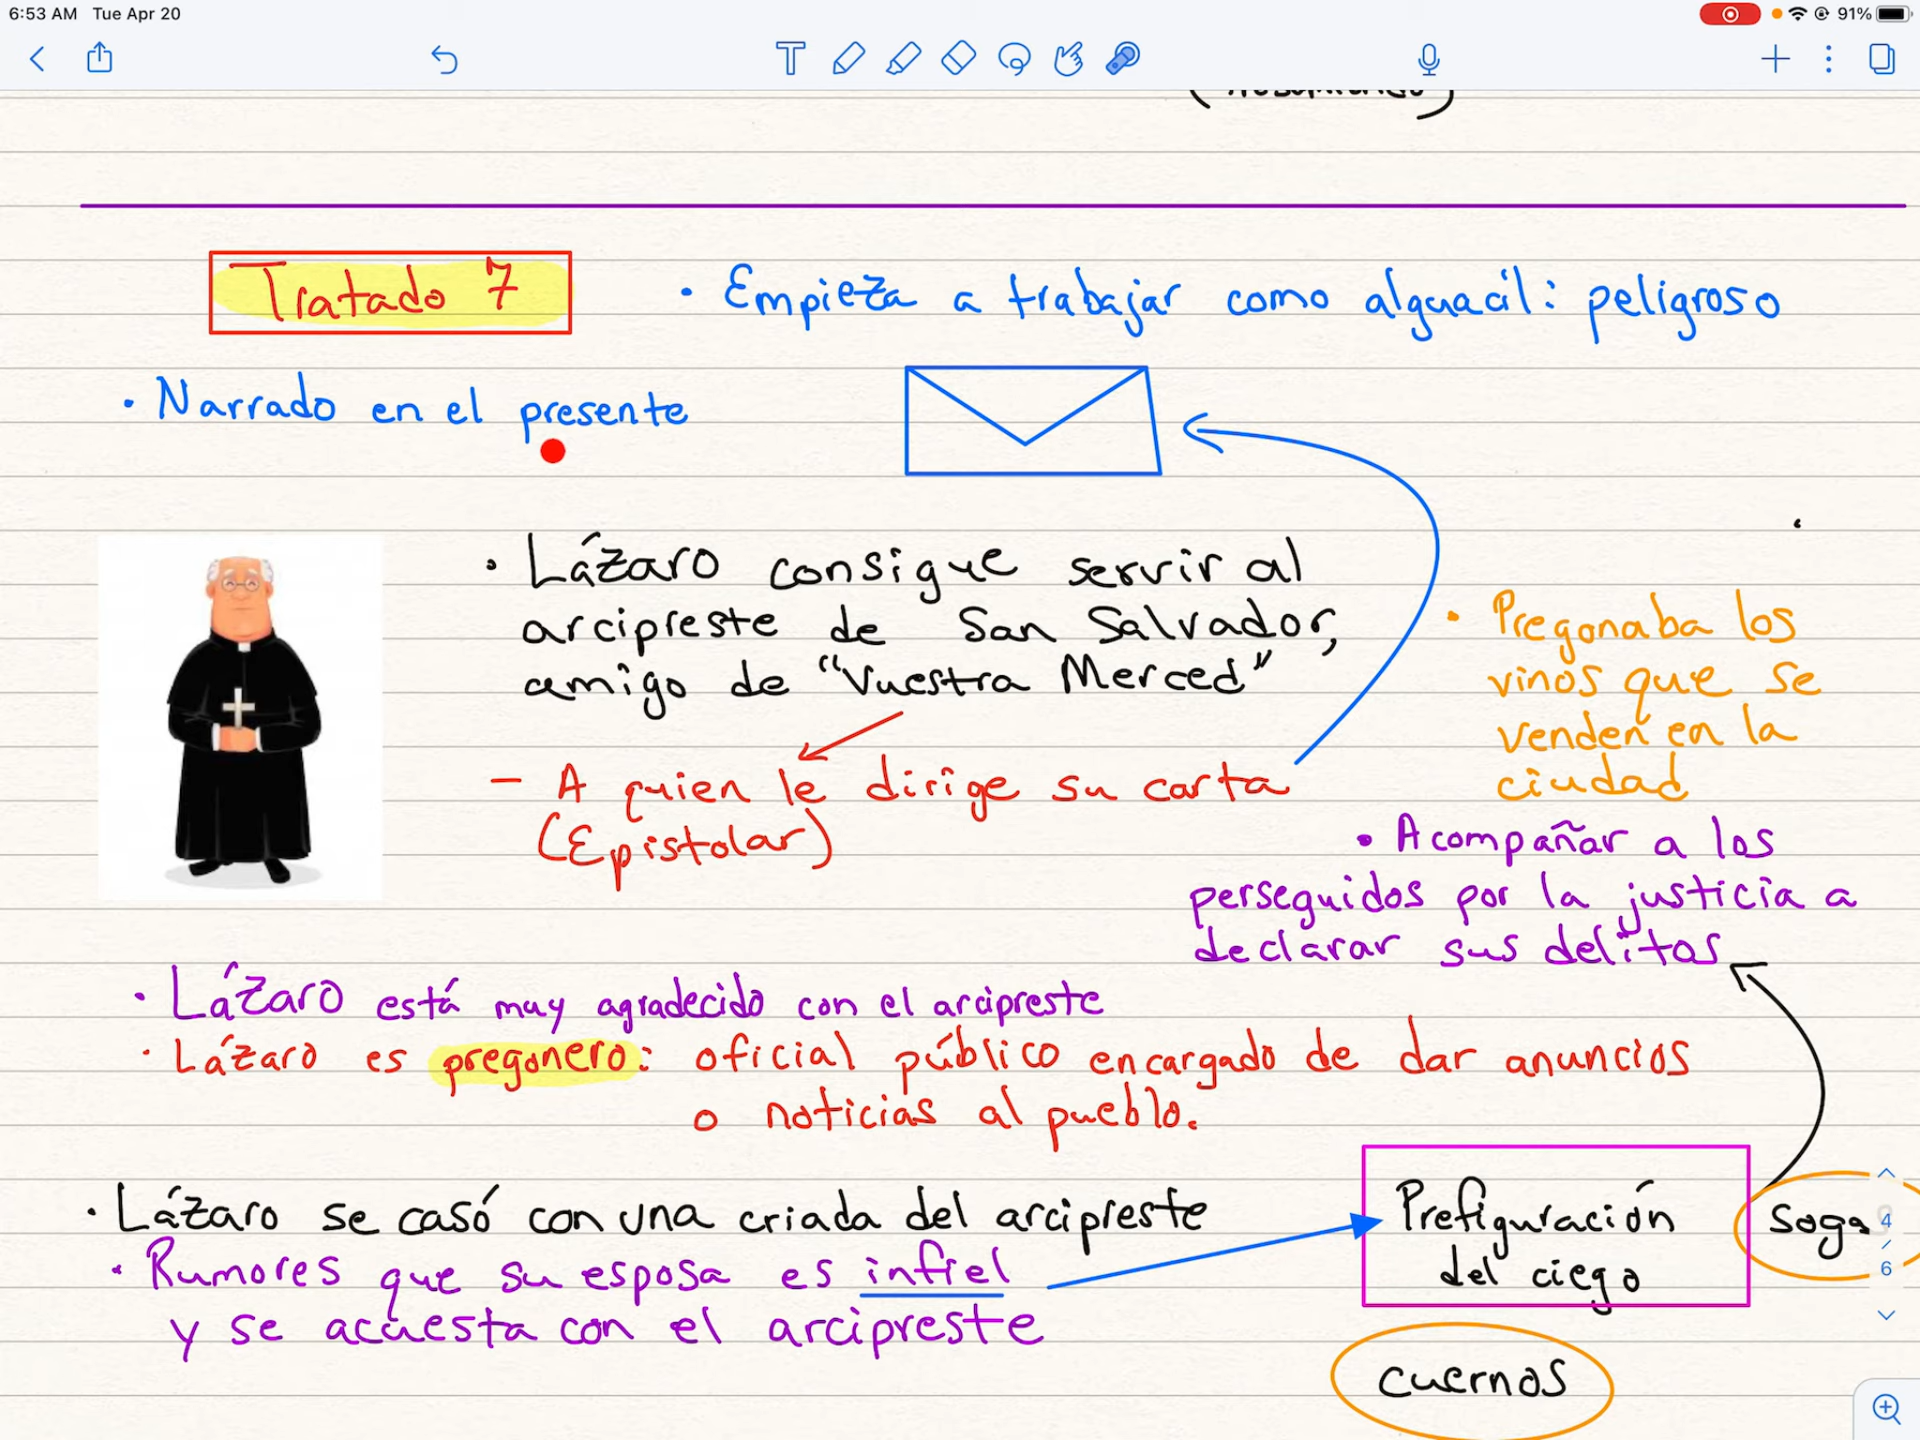 6:53 AM Tue Apr 20
91%
Tratado 7
• Empieza a trabajar como alguacíl: peligroso
• Narrado en el presente
• Lázaro consigue servir al
arcipreste de San Salvador,
amigo de "Vuestra Merced"
– A quien le dirige su carta
(Epistolar)
• Pregonaba los
vinos que se
venden en la
ciudad
• Acompañar a los
perseguidos por la justicia a
declarar sus delitos
• Lázaro está muy agradecido con el arcipreste
• Lázaro es pregonero: oficial público encargado de dar anuncios
o noticias al pueblo.
• Lázaro se casó con una criada del arcipreste
• Rumores que su esposa es infiel
y se acuesta con el arcipreste
Prefiguración
del ciego
soga
cuernos
4
/
6